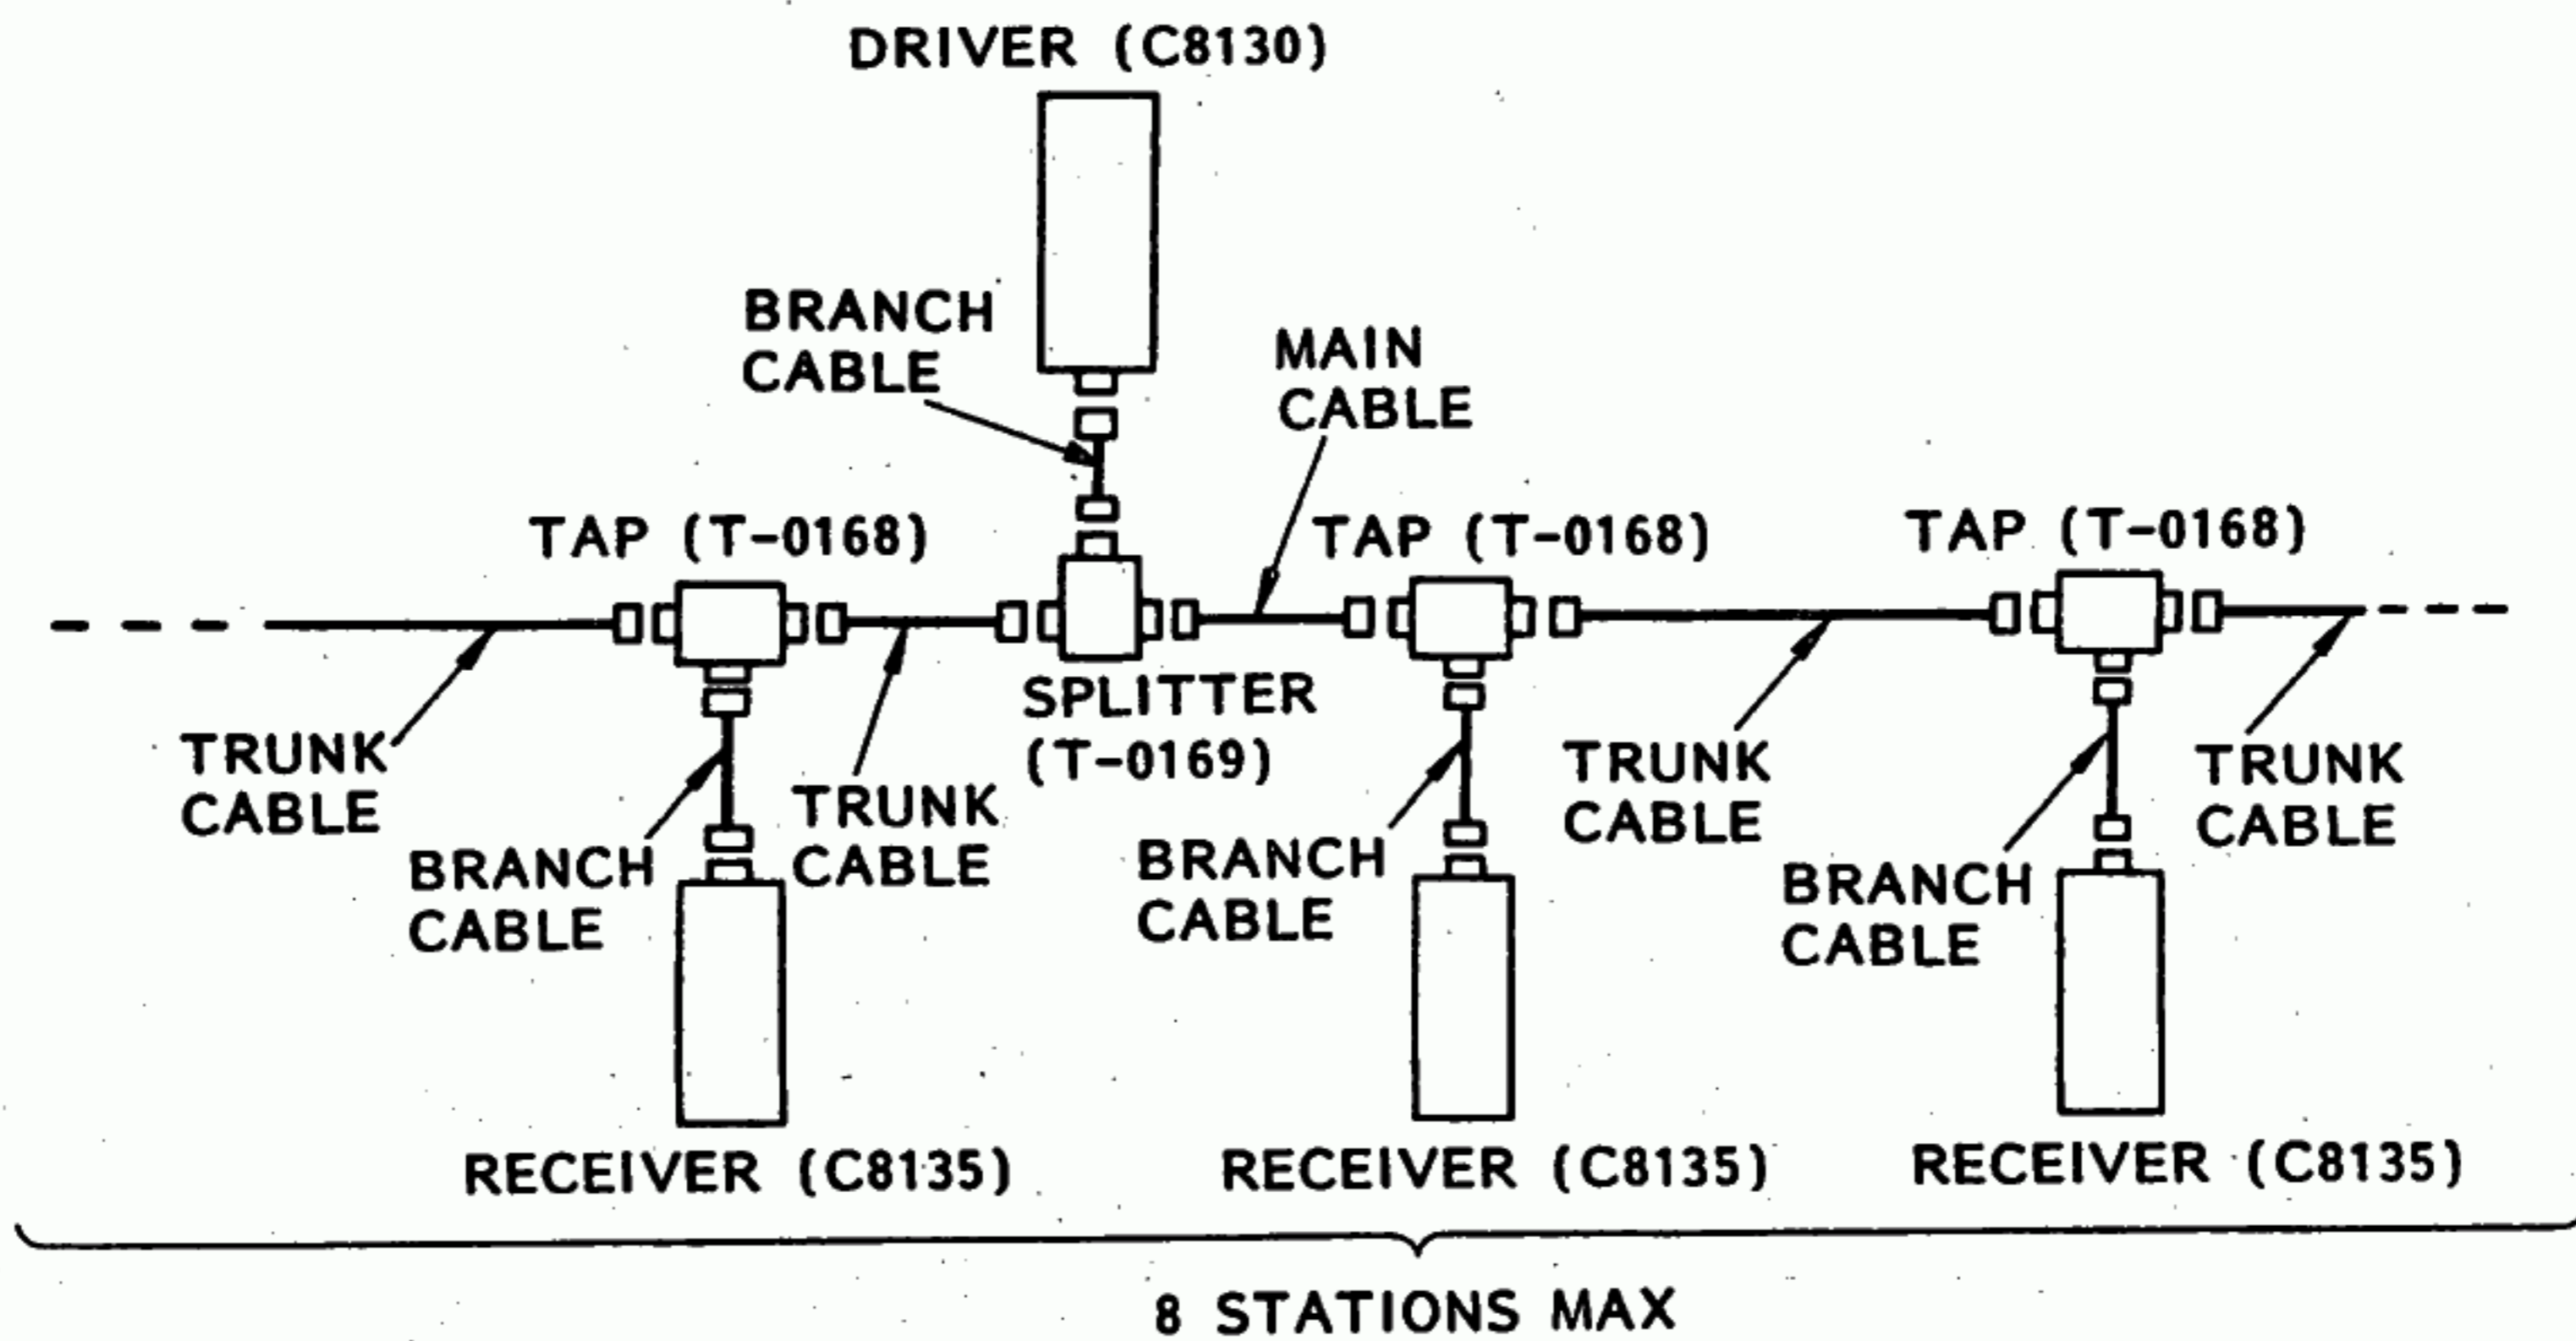 DRIVER (C8130)
BRANCH
CABLE
MAIN
CABLE
TAP (T-0168)
TAP (T-0168)
TAP (T-0168)
SPLITTER
(T-0169)
TRUNK
CABLE
BRANCH
CABLE
TRUNK
CABLE
BRANCH
CABLE
TRUNK
CABLE
BRANCH
CABLE
TRUNK
CABLE
RECEIVER (C8135)
RECEIVER (C8135)
RECEIVER (C8135)
8 STATIONS MAX